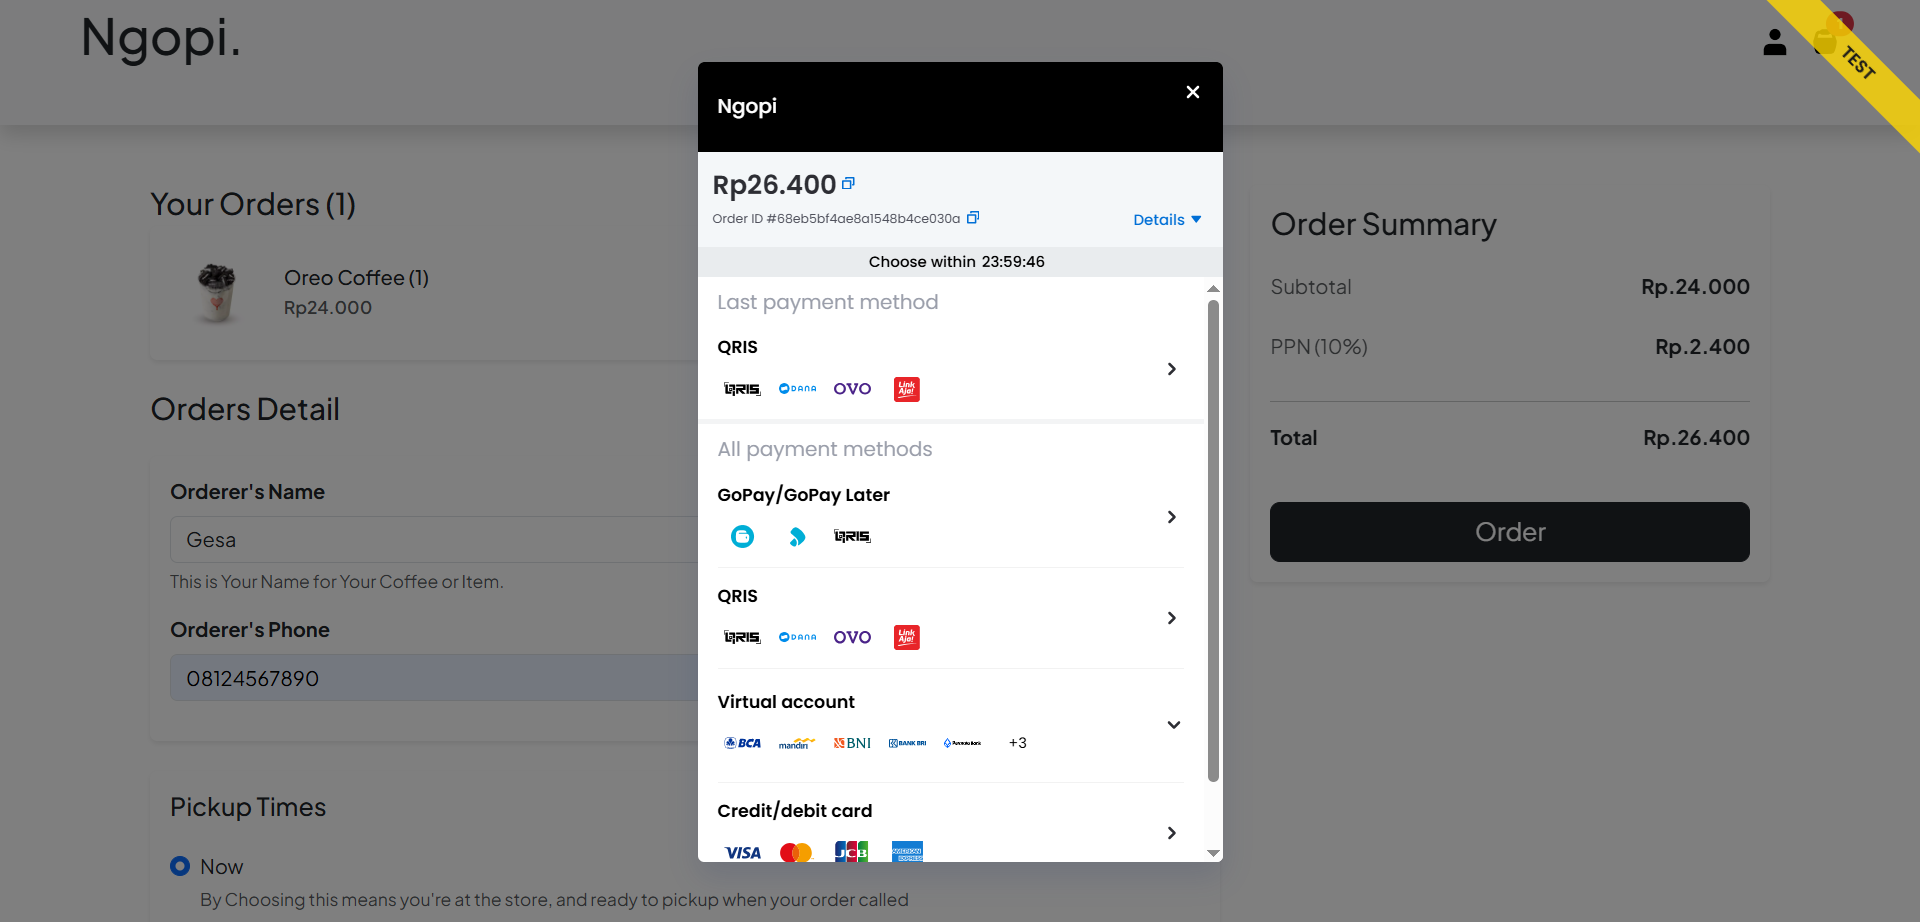 Ngopi.
1
TEST
Your Orders (1)
Oreo Coffee (1)
Rp24.000
Orders Detail
Orderer's Name
Gesa
This is Your Name for Your Coffee or Item.
Orderer's Phone
08124567890
Pickup Times
Now
By Choosing this means you're at the store, and ready to pickup when your order called
Ngopi
Rp26.400
Order ID #68eb5bf4ae8a1548b4ce030a
Details
Choose within 23:59:46
Last payment method
QRIS
QRIS DANA OVO Link Aja!
All payment methods
GoPay/GoPay Later
QRIS
QRIS
QRIS DANA OVO Link Aja!
Virtual account
BCA mandiri BNI BANK BRI PermataBank +3
Credit/debit card
VISA JCB AMERICAN EXPRESS
Order Summary
Subtotal Rp.24.000
PPN (10%) Rp.2.400
Total Rp.26.400
Order